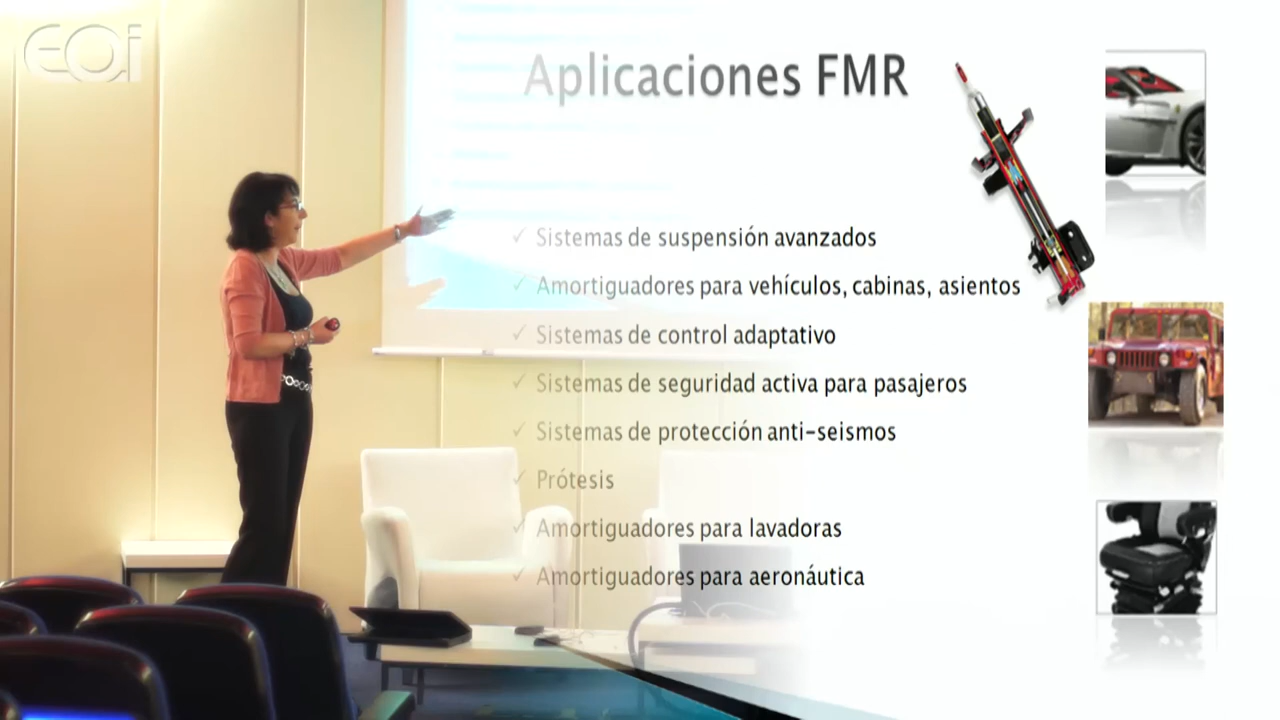 eoi
Aplicaciones FMR
✓ Sistemas de suspensión avanzados
✓ Amortiguadores para vehículos, cabinas, asientos
✓ Sistemas de control adaptativo
✓ Sistemas de seguridad activa para pasajeros
✓ Sistemas de protección anti-seismos
✓ Prótesis
✓ Amortiguadores para lavadoras
✓ Amortiguadores para aeronáutica